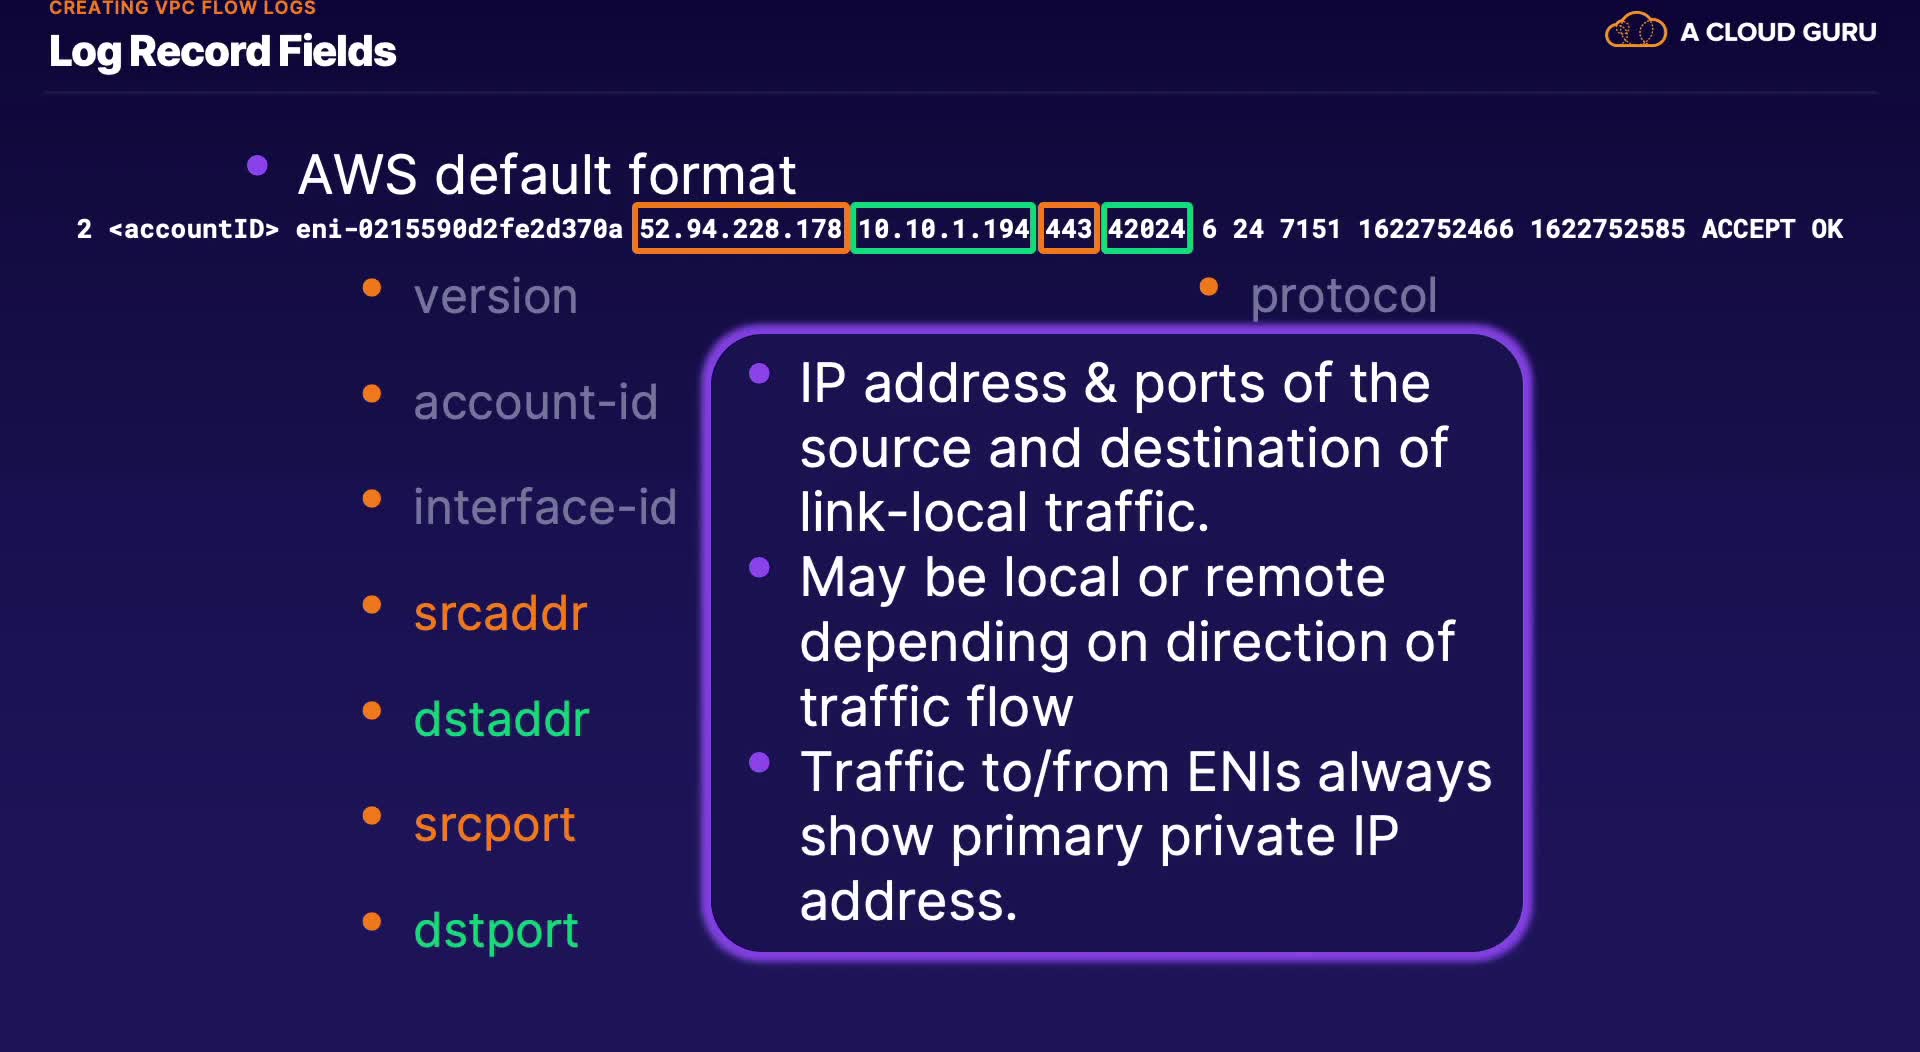 CREATING VPC FLOW LOGS
Log Record Fields
A CLOUD GURU
AWS default format
2 <accountID> eni-0215590d2fe2d370a 52.94.228.178 10.10.1.194 443 42024 6 24 7151 1622752466 1622752585 ACCEPT OK
version
account-id
interface-id
srcaddr
dstaddr
srcport
dstport
protocol
IP address & ports of the
source and destination of
link-local traffic.
May be local or remote
depending on direction of
traffic flow
Traffic to/from ENIs always
show primary private IP
address.